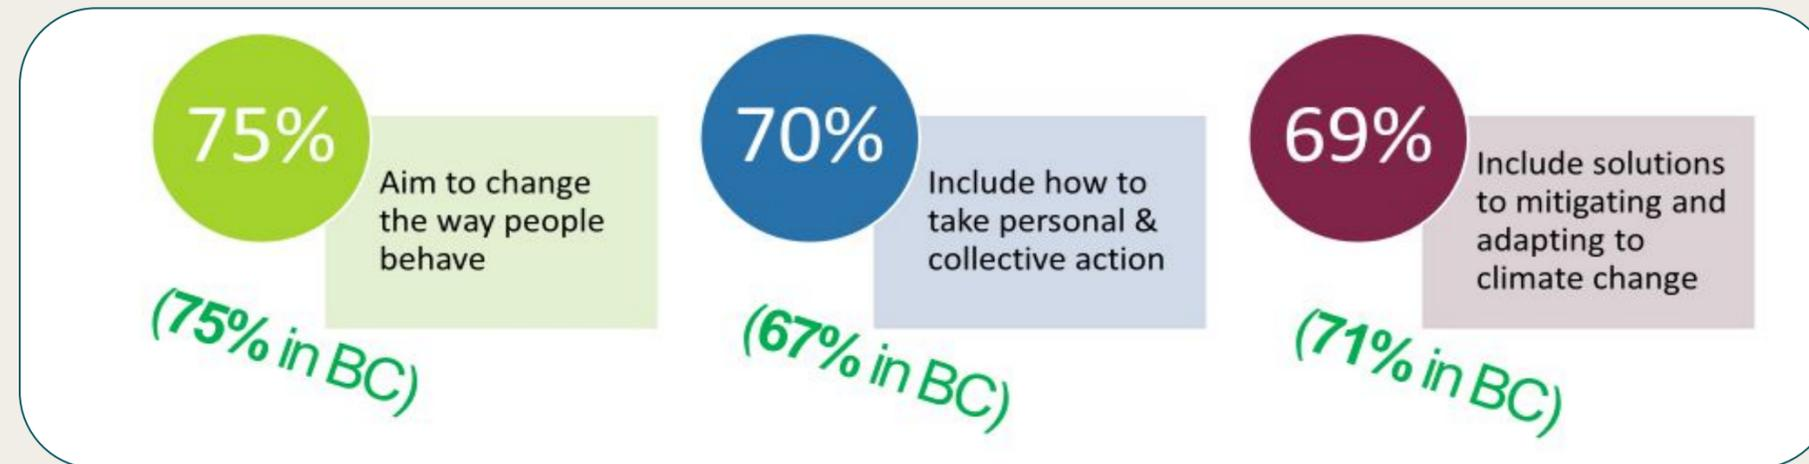 75%
Aim to change
the way people
behave
(75% in BC)
70%
Include how to
take personal &
collective action
(67% in BC)
69%
Include solutions
to mitigating and
adapting to
climate change
(71% in BC)